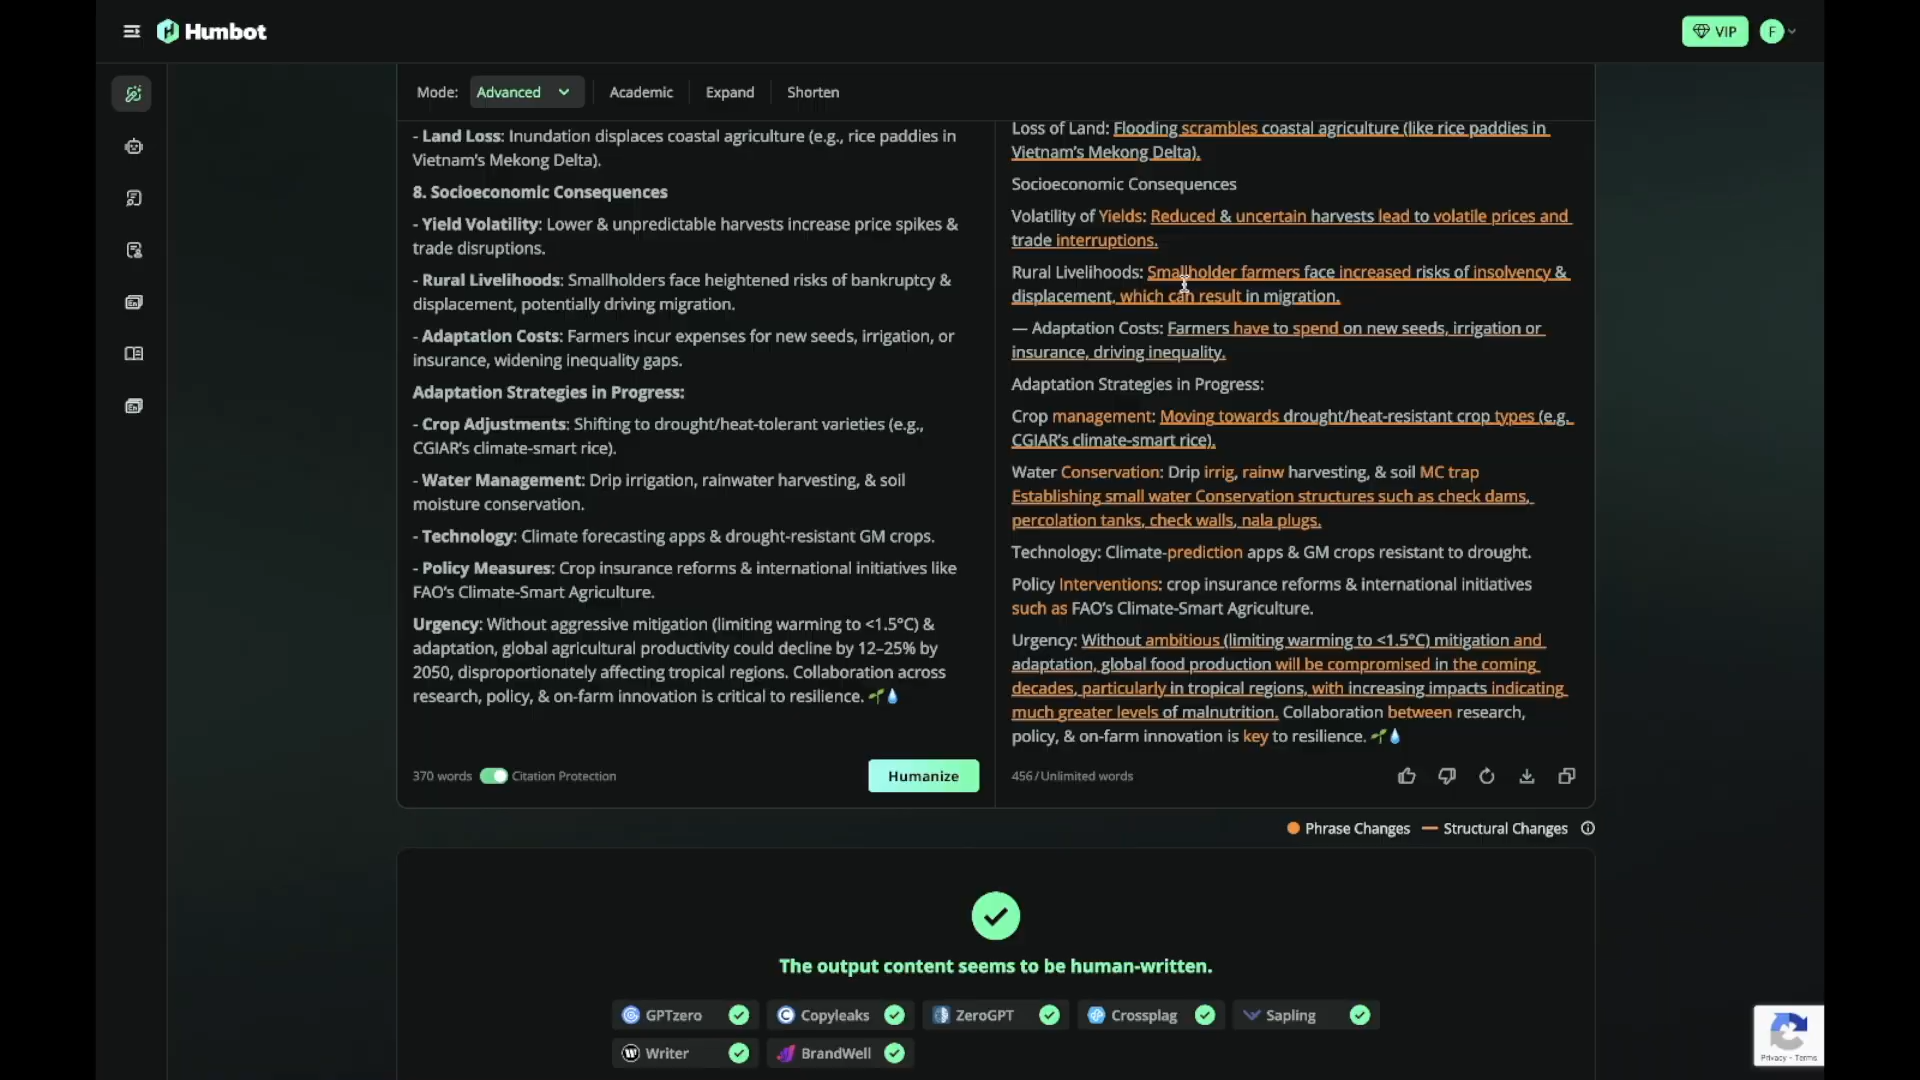 Humbot
VIP
F
Mode:
Advanced
Academic
Expand
Shorten
- Land Loss: Inundation displaces coastal agriculture (e.g., rice paddies in
Vietnam's Mekong Delta).
8. Socioeconomic Consequences
- Yield Volatility: Lower & unpredictable harvests increase price spikes &
trade disruptions.
- Rural Livelihoods: Smallholders face heightened risks of bankruptcy &
displacement, potentially driving migration.
- Adaptation Costs: Farmers incur expenses for new seeds, irrigation, or
insurance, widening inequality gaps.
Adaptation Strategies in Progress:
- Crop Adjustments: Shifting to drought/heat-tolerant varieties (e.g.,
CGIAR's climate-smart rice).
- Water Management: Drip irrigation, rainwater harvesting, & soil
moisture conservation.
- Technology: Climate forecasting apps & drought-resistant GM crops.
- Policy Measures: Crop insurance reforms & international initiatives like
FAO's Climate-Smart Agriculture.
Urgency: Without aggressive mitigation (limiting warming to <1.5°C) &
adaptation, global agricultural productivity could decline by 12–25% by
2050, disproportionately affecting tropical regions. Collaboration across
research, policy, & on-farm innovation is critical to resilience. 🌱💧
370 words
Citation Protection
Humanize
Loss of Land: Flooding scrambles coastal agriculture (like rice paddies in
Vietnam's Mekong Delta).
Socioeconomic Consequences
Volatility of Yields: Reduced & uncertain harvests lead to volatile prices and
trade interruptions.
Rural Livelihoods: Smallholder farmers face increased risks of insolvency &
displacement, which can result in migration.
— Adaptation Costs: Farmers have to spend on new seeds, irrigation or
insurance, driving inequality.
Adaptation Strategies in Progress:
Crop management: Moving towards drought/heat-resistant crop types (e.g.
CGIAR's climate-smart rice).
Water Conservation: Drip irrig, rainw harvesting, & soil MC trap
Establishing small water Conservation structures such as check dams,
percolation tanks, check walls, nala plugs.
Technology: Climate-prediction apps & GM crops resistant to drought.
Policy Interventions: crop insurance reforms & international initiatives
such as FAO's Climate-Smart Agriculture.
Urgency: Without ambitious (limiting warming to <1.5°C) mitigation and
adaptation, global food production will be compromised in the coming
decades, particularly in tropical regions, with increasing impacts indicating
much greater levels of malnutrition. Collaboration between research,
policy, & on-farm innovation is key to resilience. 🌱💧
456/Unlimited words
Phrase Changes
Structural Changes
The output content seems to be human-written.
GPTzero
Copyleaks
ZeroGPT
Crossplag
Sapling
Writer
BrandWell
Privacy - Terms